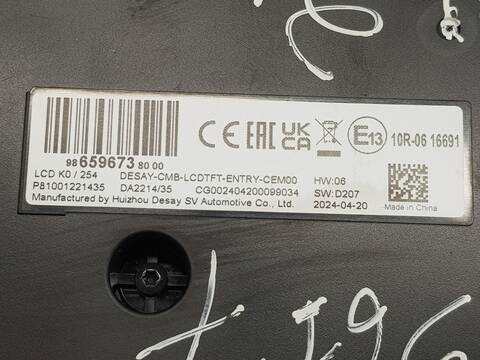 CE EAC UK CA E13 10R-06 16691
98 659673 80 00
LCD K0 / 254 DESAY-CMB-LCDTFT-ENTRY-CEM00 HW:06
P81001221435 DA2214/35 CG002404200099034 SW:D207
Manufactured by Huizhou Desay SV Automotive Co., Ltd. 2024-04-20 Made in China